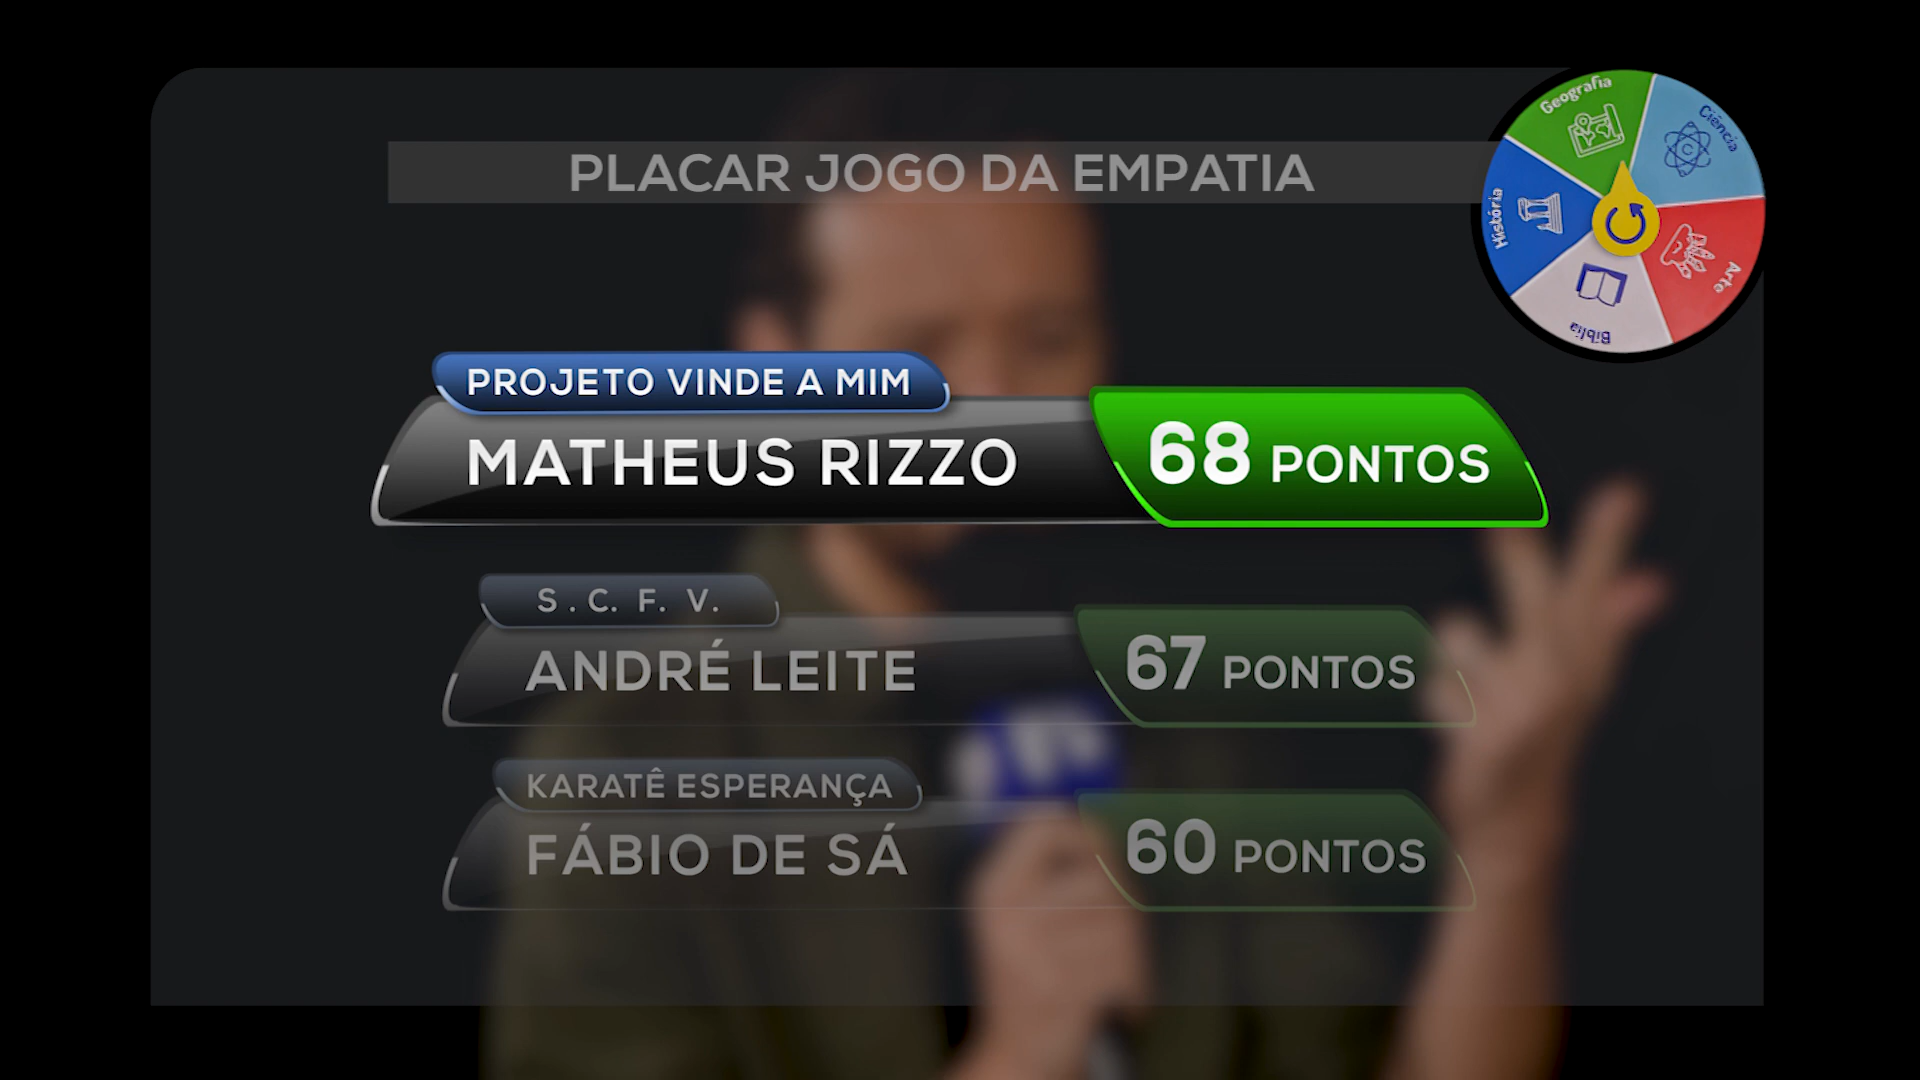 PLACAR JOGO DA EMPATIA
Geografia
Ciência
História
Arte
Bíblia
PROJETO VINDE A MIM
MATHEUS RIZZO
68 PONTOS
S . C. F. V.
ANDRÉ LEITE
67 PONTOS
KARATÊ ESPERANÇA
FÁBIO DE SÁ
60 PONTOS